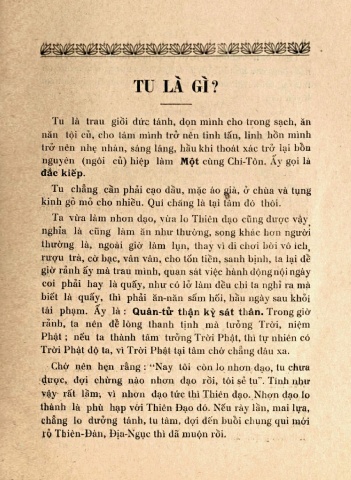 TU LÀ GÌ?
Tu là trau giồi đức tánh, dọn mình cho trong sạch, ăn
năn tội củ, cho tâm mình trở nên tinh tấn, linh hồn mình
trở nên nhẹ nhàn, sáng láng, hầu khi thoát xác trở lại bổn
nguyên (ngôi củ) hiệp làm Một cùng Chí-Tôn. Ấy gọi là
đắc kiếp.
Tu chẳng cần phải cạo dầu, mặc áo già, ở chùa và tụng
kinh gõ mỏ cho nhiều. Quí chăng là tại tâm đó thôi.
Ta vừa làm nhơn đạo, vừa lo Thiên đạo cũng được vậy,
nghĩa là cũng làm ăn như thường, song khác hơn người
thường là, ngoài giờ làm lụn, thay vì đi chơi bời vô ích,
rượu trà, cờ bạc, vân vân, cho tổn tiền, sanh bịnh, ta lại để
giờ rảnh ấy mà trau mình, quan sát việc hành động nội ngày
coi phải hay là quấy, như có lở làm đều chi ta nghỉ ra mà
biết là quấy, thì phải ăn-năn sám hối, hầu ngày sau khỏi
tái phạm. Ấy là : Quân-tử thận kỳ sát thân. Trong giờ
rảnh, ta nên để lòng thanh tịnh mà tưởng Trời, niệm
Phật ; nếu ta thành tâm tưởng Trời Phật, thì tự nhiên có
Trời Phật độ ta, vì Trời Phật tại tâm chớ chẳng đâu xa.
Chớ nên hẹn rằng : "Nay tôi còn lo nhơn đạo, tu chưa
được, đợi chừng nào nhơn đạo rồi, tôi sẻ tu". Tính như
vậy rất lầm, vì nhơn đạo tức thì Thiên đạo. Nhơn đạo lo
thành là phù hạp với Thiên Đạo đó. Nếu rày lần, mai lựa,
chẳng lo dưỡng tánh, tu tâm, đợi đến buổi chung qui mới
rỏ Thiên-Đàn, Địa-Ngục thì đã muộn rồi.